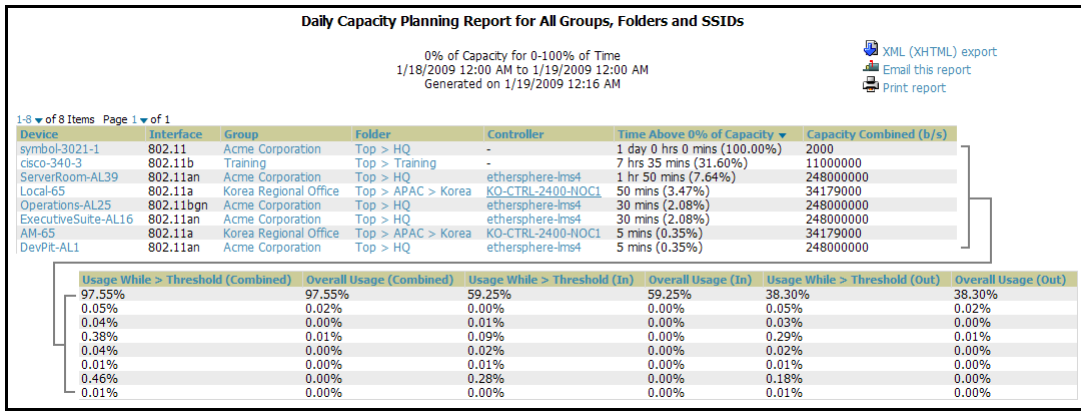 Daily Capacity Planning Report for All Groups, Folders and SSIDs
0% of Capacity for 0-100% of Time
1/18/2009 12:00 AM to 1/19/2009 12:00 AM
Generated on 1/19/2009 12:16 AM
XML (XHTML) export
Email this report
Print report
1-8 of 8 Items Page 1 of 1
Device Interface Group Folder Controller Time Above 0% of Capacity Capacity Combined (b/s)
symbol-3021-1 802.11 Acme Corporation Top > HQ - 1 day 0 hrs 0 mins (100.00%) 2000
cisco-340-3 802.11b Training Top > Training - 7 hrs 35 mins (31.60%) 11000000
ServerRoom-AL39 802.11an Acme Corporation Top > HQ ethersphere-lms4 1 hr 50 mins (7.64%) 248000000
Local-65 802.11a Korea Regional Office Top > APAC > Korea KO-CTRL-2400-NOC1 50 mins (3.47%) 34179000
Operations-AL25 802.11bgn Acme Corporation Top > HQ ethersphere-lms4 30 mins (2.08%) 248000000
ExecutiveSuite-AL16 802.11an Acme Corporation Top > HQ ethersphere-lms4 30 mins (2.08%) 248000000
AM-65 802.11a Korea Regional Office Top > APAC > Korea KO-CTRL-2400-NOC1 5 mins (0.35%) 34179000
DevPit-AL1 802.11an Acme Corporation Top > HQ ethersphere-lms4 5 mins (0.35%) 248000000
Usage While > Threshold (Combined) Overall Usage (Combined) Usage While > Threshold (In) Overall Usage (In) Usage While > Threshold (Out) Overall Usage (Out)
97.55% 97.55% 59.25% 59.25% 38.30% 38.30%
0.05% 0.02% 0.00% 0.00% 0.05% 0.02%
0.04% 0.00% 0.01% 0.00% 0.03% 0.00%
0.38% 0.01% 0.09% 0.00% 0.29% 0.01%
0.04% 0.00% 0.02% 0.00% 0.02% 0.00%
0.01% 0.00% 0.01% 0.00% 0.01% 0.00%
0.46% 0.00% 0.28% 0.00% 0.18% 0.00%
0.01% 0.00% 0.00% 0.00% 0.01% 0.00%